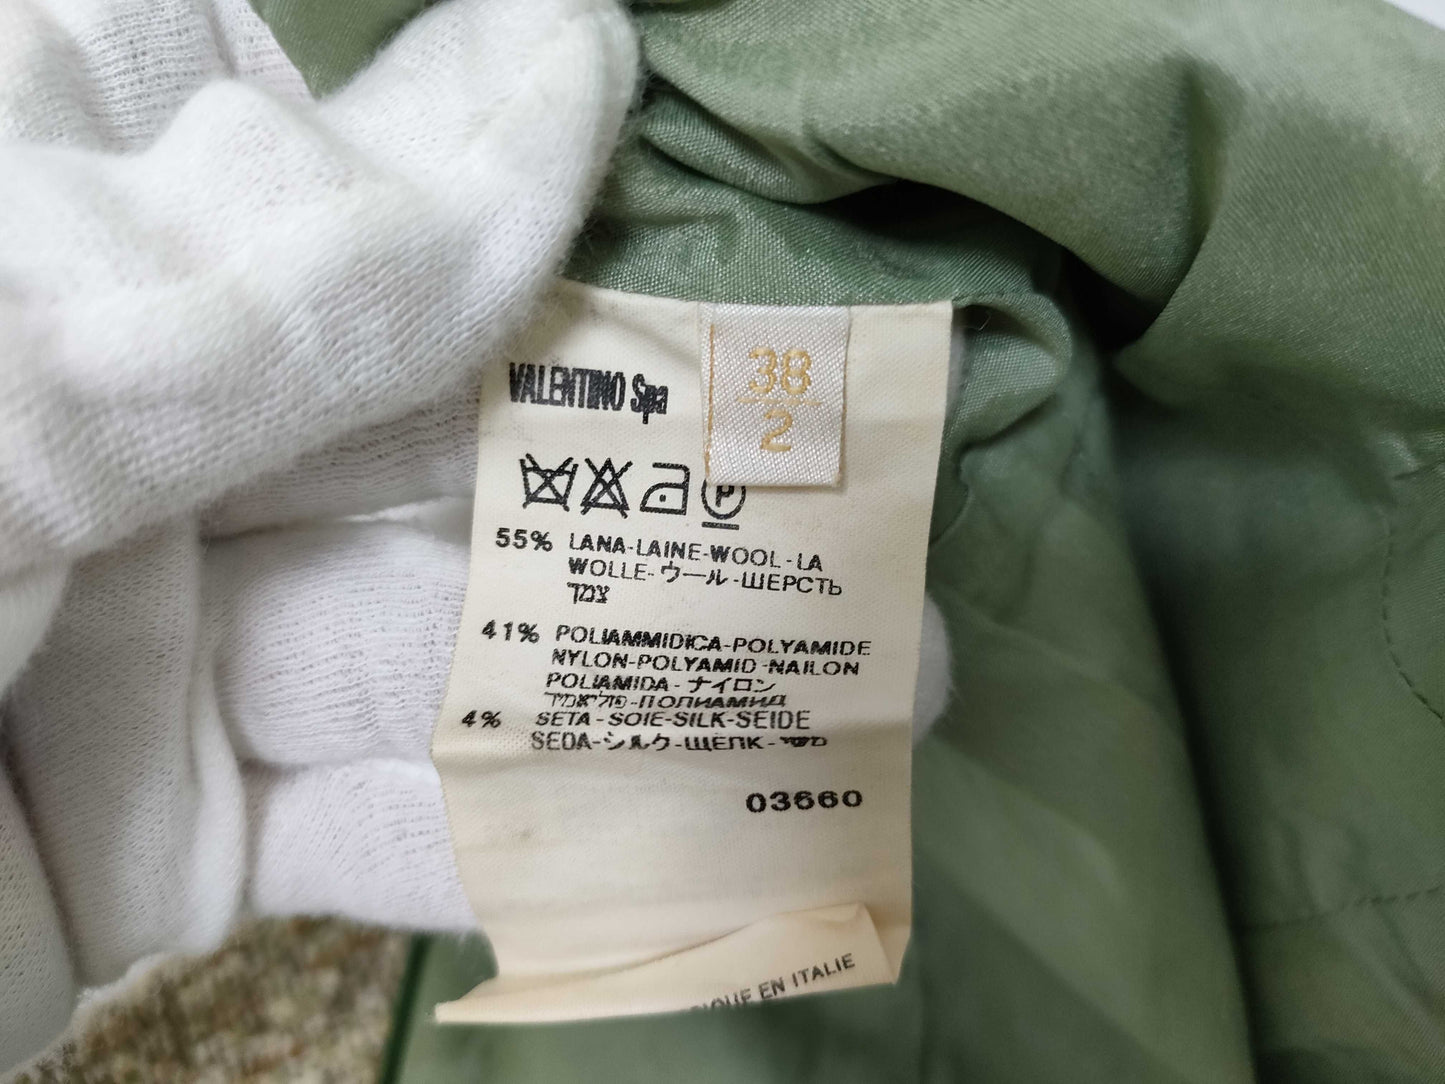 38
2
VALENTINO Spa
P
55% LANA-LAINE-WOOL-LA
WOLLE-ウール-ШЕРСТЬ
צמר
41% POLIAMMIDICA-POLYAMIDE
NYLON-POLYAMID-NAILON
POLIAMIDA-ナイロン
ПОЛИАМИД
4% SETA-SOIE-SILK-SEIDE
SEDA-シルク-ШЕПК-משי
03660
EN ITALIE